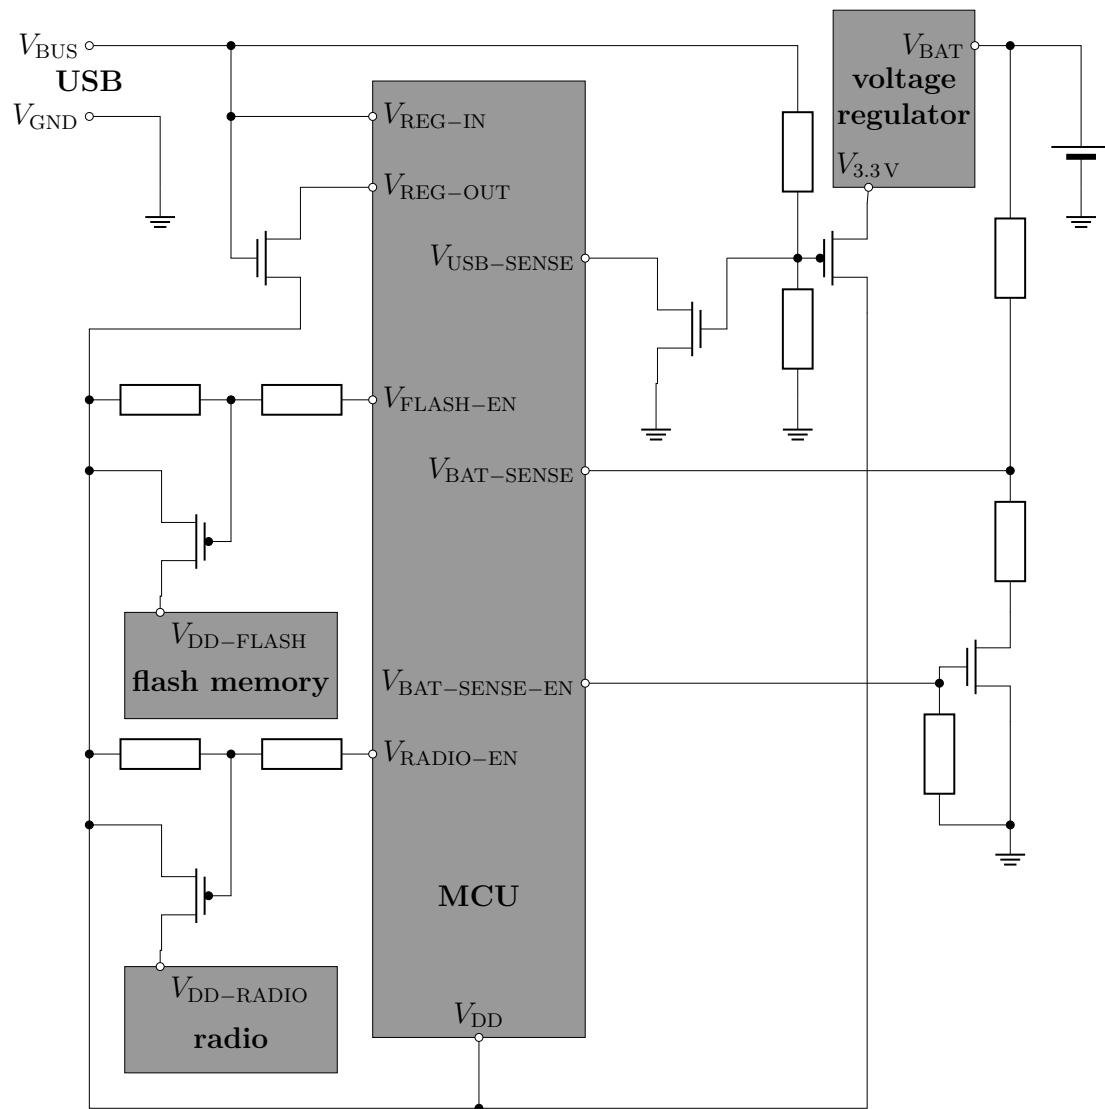 V_BUS
USB
V_GND
V_BAT
voltage
regulator
V_3.3 V
V_REG−IN
V_REG−OUT
V_USB−SENSE
V_FLASH−EN
V_BAT−SENSE
V_DD−FLASH
flash memory
V_BAT−SENSE−EN
V_RADIO−EN
MCU
V_DD−RADIO
radio
V_DD